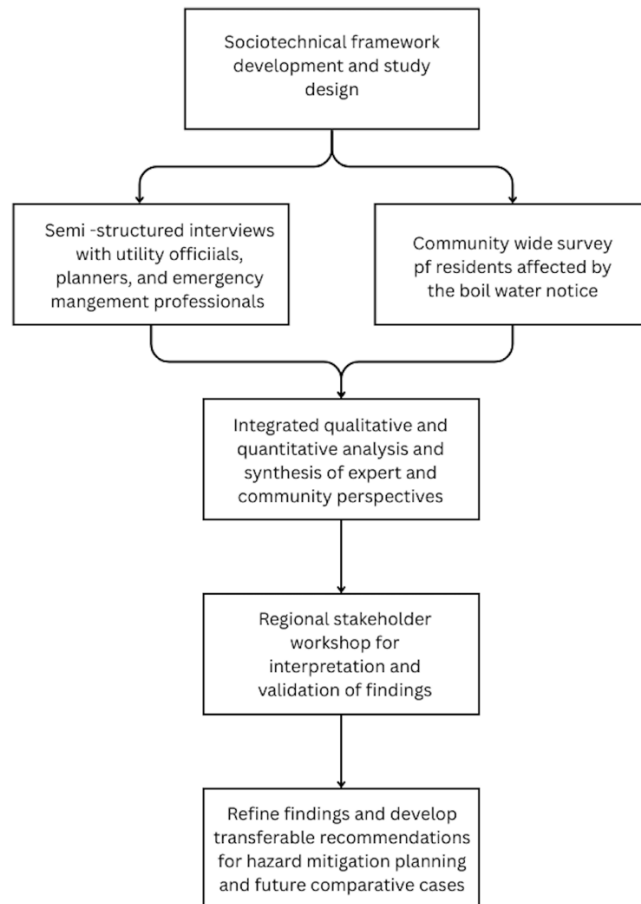 Sociotechnical framework
development and study
design
Semi -structured interviews
with utility officiials,
planners, and emergency
mangement professionals
Community wide survey
pf residents affected by
the boil water notice
Integrated qualitative and
quantitative analysis and
synthesis of expert and
community perspectives
Regional stakeholder
workshop for
interpretation and
validation of findings
Refine findings and develop
transferable recommendations
for hazard mitigation planning
and future comparative cases